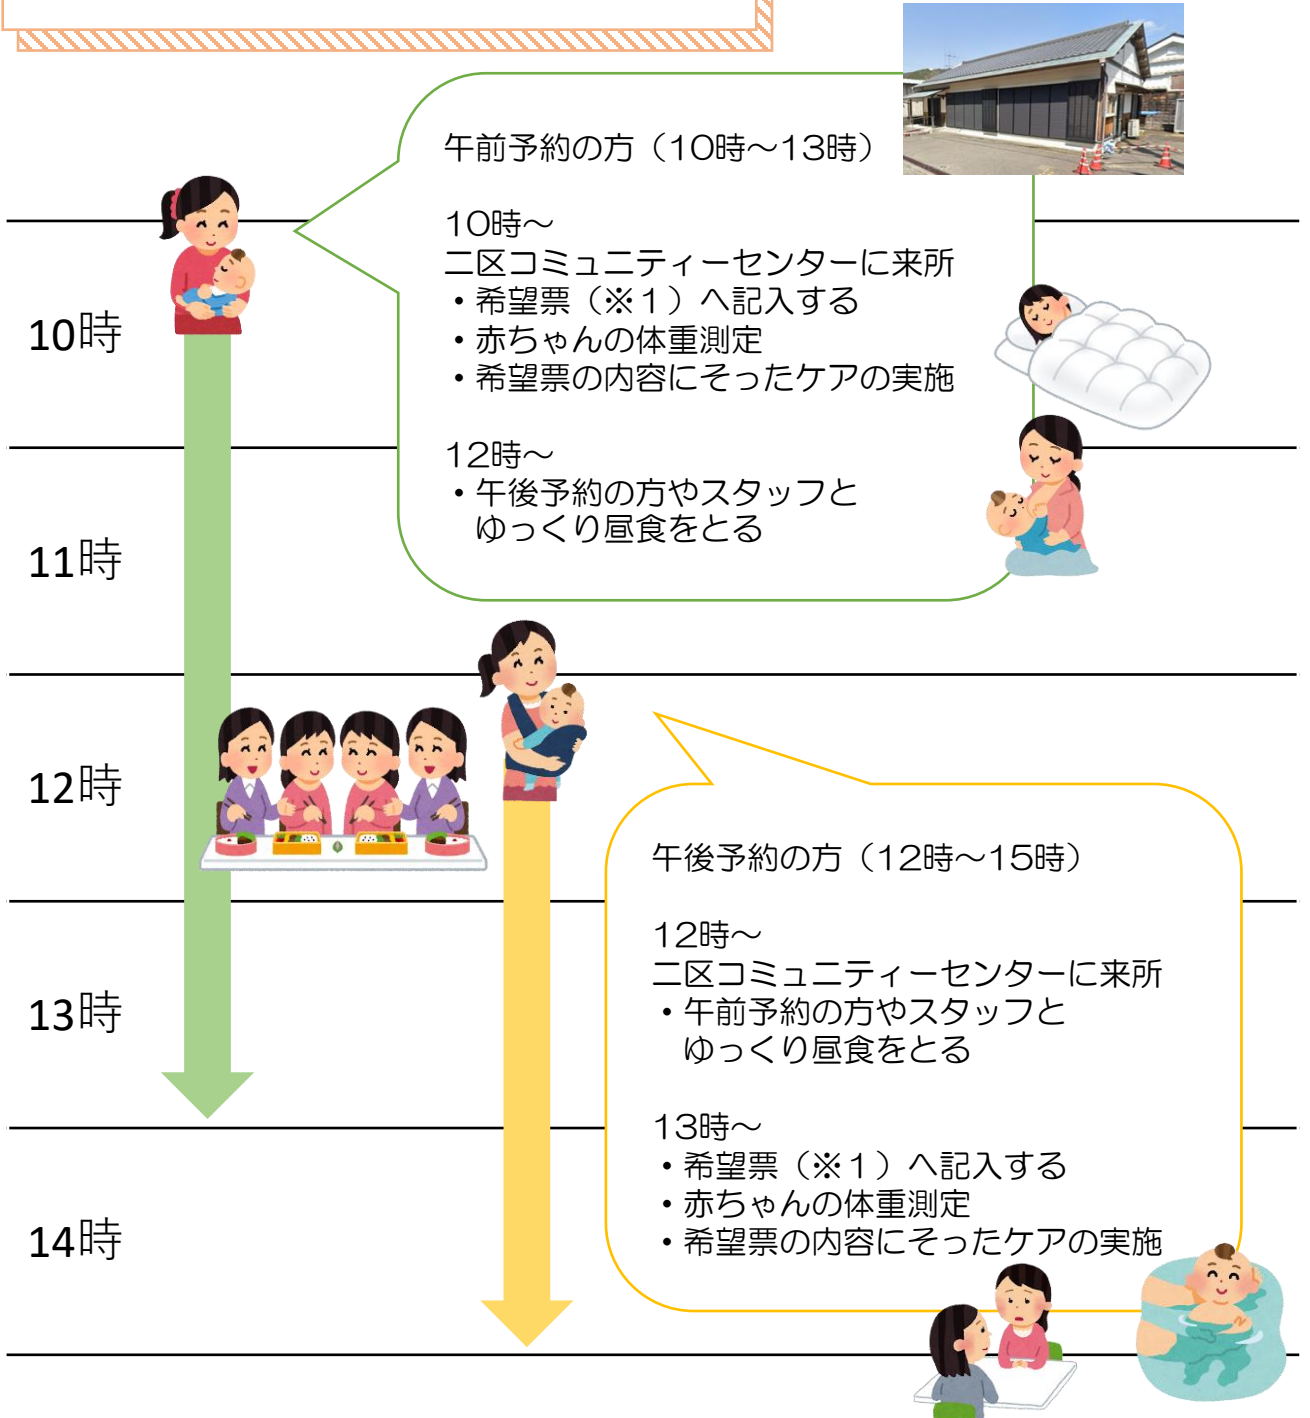 午前予約の方（10時～13時）
10時～
二区コミュニティーセンターに来所
・希望票（※１）へ記入する
・赤ちゃんの体重測定
・希望票の内容にそったケアの実施
12時～
・午後予約の方やスタッフと
ゆっくり昼食をとる
10時
11時
12時
13時
14時
午後予約の方（12時～15時）
12時～
二区コミュニティーセンターに来所
・午前予約の方やスタッフと
ゆっくり昼食をとる
13時～
・希望票（※１）へ記入する
・赤ちゃんの体重測定
・希望票の内容にそったケアの実施